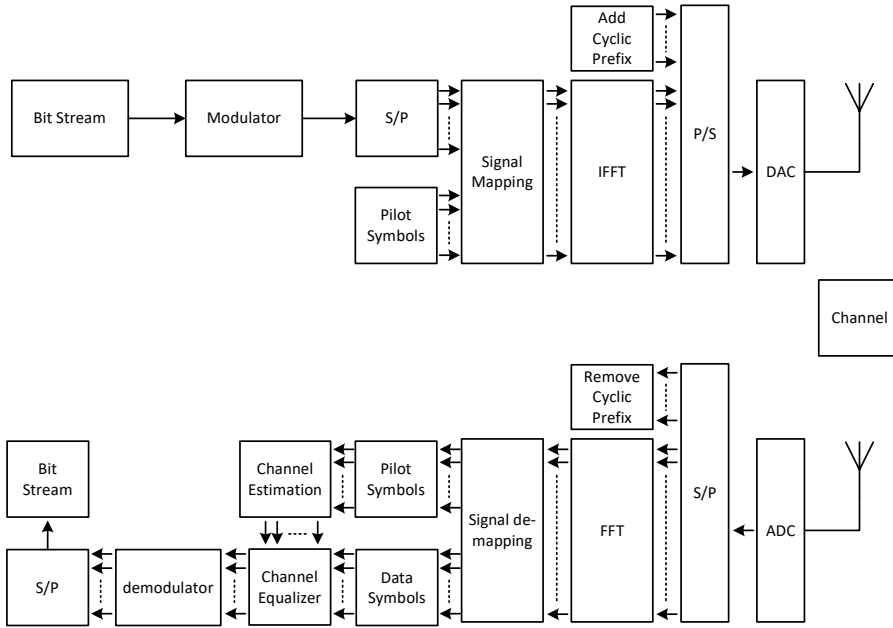 Add
Cyclic
Prefix
Bit Stream
Modulator
S/P
Signal
Mapping
IFFT
P/S
DAC
Pilot
Symbols
Channel
Remove
Cyclic
Prefix
Bit
Stream
Channel
Estimation
Pilot
Symbols
Signal de-
mapping
FFT
S/P
ADC
S/P
demodulator
Channel
Equalizer
Data
Symbols